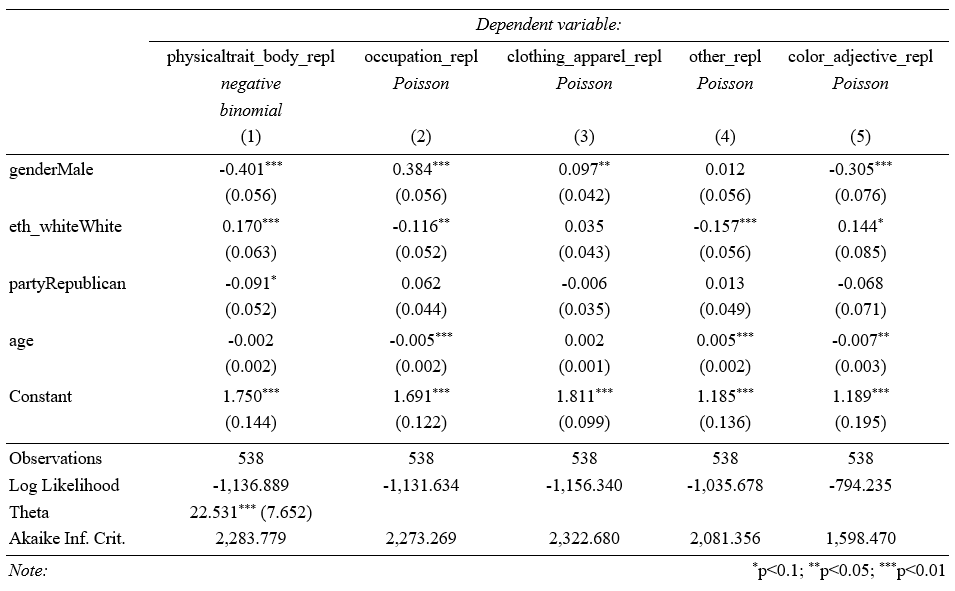 Dependent variable:
physicaltrait_body_repl occupation_repl clothing_apparel_repl other_repl color_adjective_repl
negative Poisson Poisson Poisson Poisson
binomial
(1) (2) (3) (4) (5)
genderMale -0.401*** 0.384*** 0.097** 0.012 -0.305***
(0.056) (0.056) (0.042) (0.056) (0.076)
eth_whiteWhite 0.170*** -0.116** 0.035 -0.157*** 0.144*
(0.063) (0.052) (0.043) (0.056) (0.085)
partyRepublican -0.091* 0.062 -0.006 0.013 -0.068
(0.052) (0.044) (0.035) (0.049) (0.071)
age -0.002 -0.005*** 0.002 0.005*** -0.007**
(0.002) (0.002) (0.001) (0.002) (0.003)
Constant 1.750*** 1.691*** 1.811*** 1.185*** 1.189***
(0.144) (0.122) (0.099) (0.136) (0.195)
Observations 538 538 538 538 538
Log Likelihood -1,136.889 -1,131.634 -1,156.340 -1,035.678 -794.235
Theta 22.531*** (7.652)
Akaike Inf. Crit. 2,283.779 2,273.269 2,322.680 2,081.356 1,598.470
Note: *p<0.1; **p<0.05; ***p<0.01